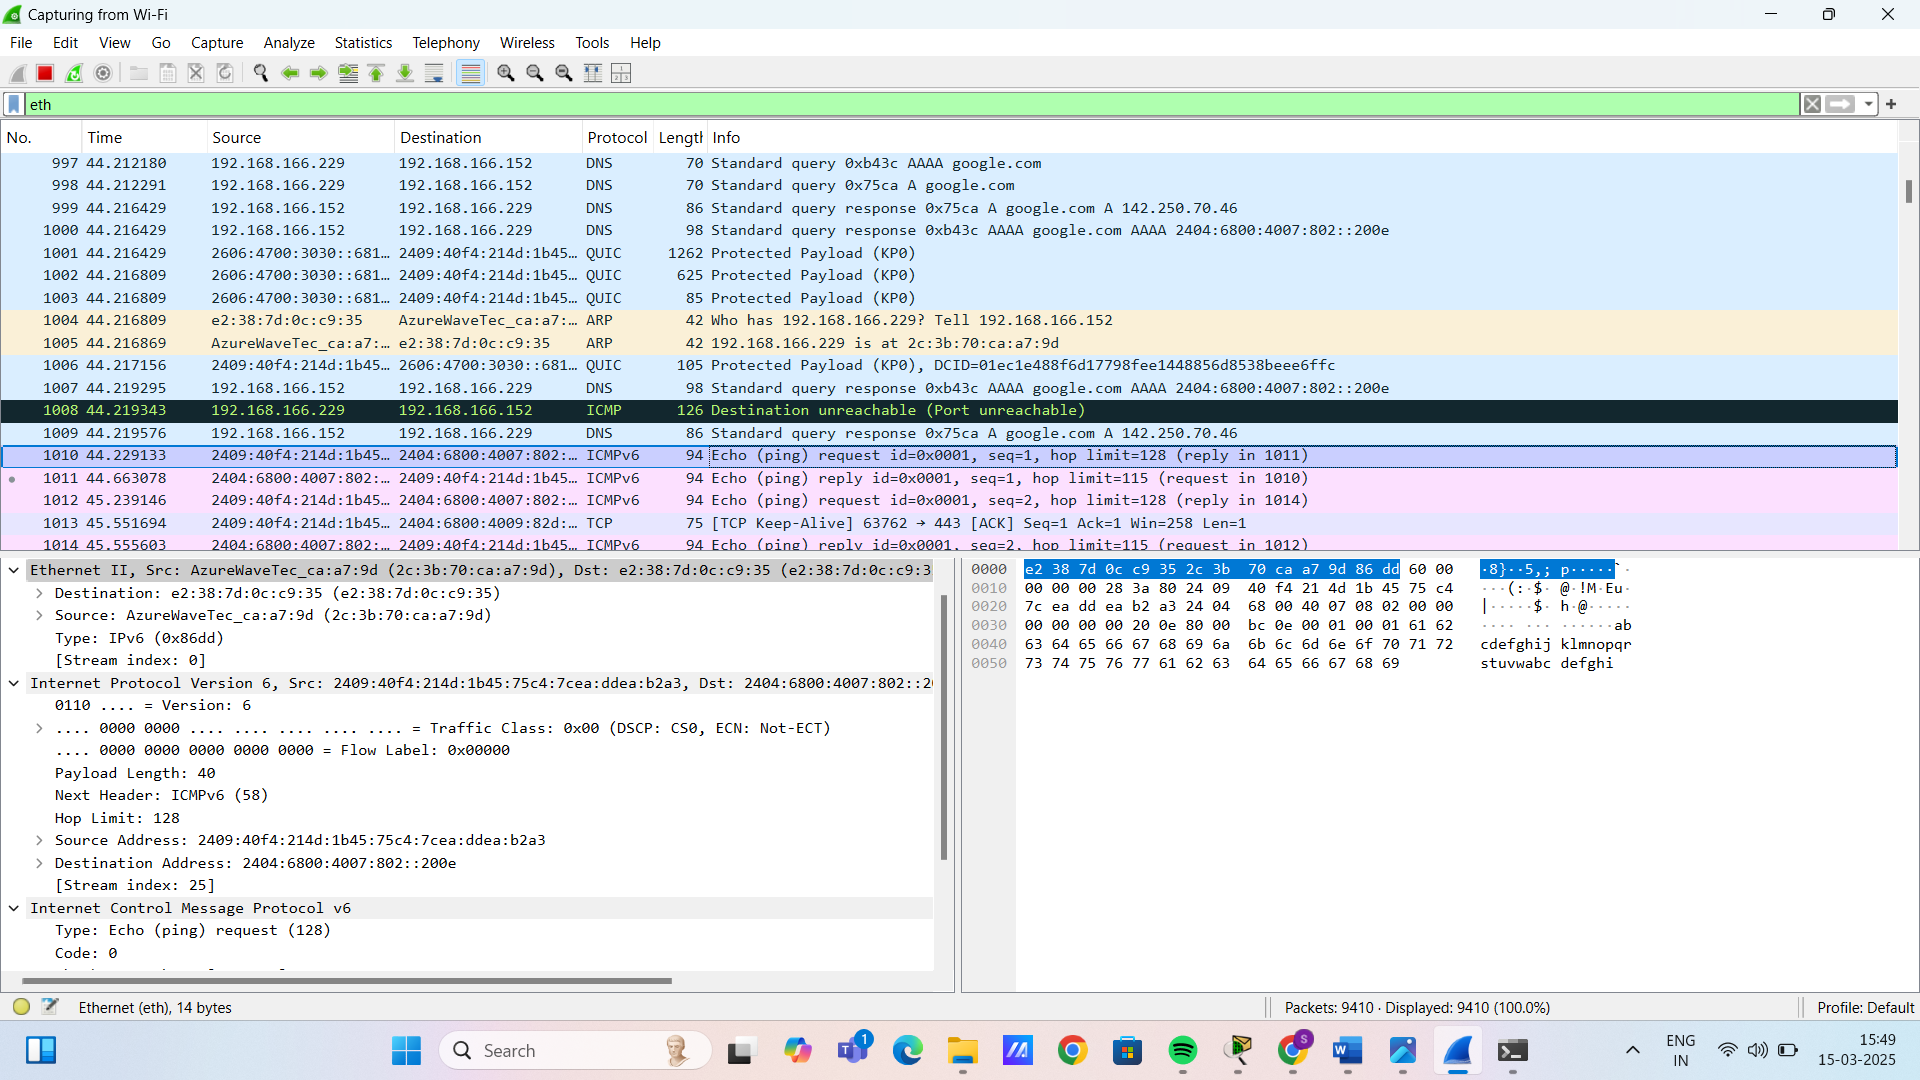 Capturing from Wi-Fi
File Edit View Go Capture Analyze Statistics Telephony Wireless Tools Help
eth
No. Time Source Destination Protocol Length Info
997 44.212180 192.168.166.229 192.168.166.152 DNS 70 Standard query 0xb43c AAAA google.com
998 44.212291 192.168.166.229 192.168.166.152 DNS 70 Standard query 0x75ca A google.com
999 44.216429 192.168.166.152 192.168.166.229 DNS 86 Standard query response 0x75ca A google.com A 142.250.70.46
1000 44.216429 192.168.166.152 192.168.166.229 DNS 98 Standard query response 0xb43c AAAA google.com AAAA 2404:6800:4007:802::200e
1001 44.216429 2606:4700:3030::681… 2409:40f4:214d:1b45… QUIC 1262 Protected Payload (KP0)
1002 44.216809 2606:4700:3030::681… 2409:40f4:214d:1b45… QUIC 625 Protected Payload (KP0)
1003 44.216809 2606:4700:3030::681… 2409:40f4:214d:1b45… QUIC 85 Protected Payload (KP0)
1004 44.216809 e2:38:7d:0c:c9:35 AzureWaveTec_ca:a7:… ARP 42 Who has 192.168.166.229? Tell 192.168.166.152
1005 44.216869 AzureWaveTec_ca:a7:… e2:38:7d:0c:c9:35 ARP 42 192.168.166.229 is at 2c:3b:70:ca:a7:9d
1006 44.217156 2409:40f4:214d:1b45… 2606:4700:3030::681… QUIC 105 Protected Payload (KP0), DCID=01ec1e488f6d17798fee1448856d8538beee6ffc
1007 44.219295 192.168.166.152 192.168.166.229 DNS 98 Standard query response 0xb43c AAAA google.com AAAA 2404:6800:4007:802::200e
1008 44.219343 192.168.166.229 192.168.166.152 ICMP 126 Destination unreachable (Port unreachable)
1009 44.219576 192.168.166.152 192.168.166.229 DNS 86 Standard query response 0x75ca A google.com A 142.250.70.46
1010 44.229133 2409:40f4:214d:1b45… 2404:6800:4007:802:… ICMPv6 94 Echo (ping) request id=0x0001, seq=1, hop limit=128 (reply in 1011)
1011 44.663078 2404:6800:4007:802:… 2409:40f4:214d:1b45… ICMPv6 94 Echo (ping) reply id=0x0001, seq=1, hop limit=115 (request in 1010)
1012 45.239146 2409:40f4:214d:1b45… 2404:6800:4007:802:… ICMPv6 94 Echo (ping) request id=0x0001, seq=2, hop limit=128 (reply in 1014)
1013 45.551694 2409:40f4:214d:1b45… 2404:6800:4009:82d:… TCP 75 [TCP Keep-Alive] 63762 → 443 [ACK] Seq=1 Ack=1 Win=258 Len=1
1014 45.555603 2404:6800:4007:802:… 2409:40f4:214d:1b45… ICMPv6 94 Echo (ping) reply id=0x0001, seq=2, hop limit=115 (request in 1012)
Ethernet II, Src: AzureWaveTec_ca:a7:9d (2c:3b:70:ca:a7:9d), Dst: e2:38:7d:0c:c9:35 (e2:38:7d:0c:c9:3
Destination: e2:38:7d:0c:c9:35 (e2:38:7d:0c:c9:35)
Source: AzureWaveTec_ca:a7:9d (2c:3b:70:ca:a7:9d)
Type: IPv6 (0x86dd)
[Stream index: 0]
Internet Protocol Version 6, Src: 2409:40f4:214d:1b45:75c4:7cea:ddea:b2a3, Dst: 2404:6800:4007:802::20
0110 .... = Version: 6
.... 0000 0000 .... .... .... .... .... = Traffic Class: 0x00 (DSCP: CS0, ECN: Not-ECT)
.... 0000 0000 0000 0000 0000 = Flow Label: 0x00000
Payload Length: 40
Next Header: ICMPv6 (58)
Hop Limit: 128
Source Address: 2409:40f4:214d:1b45:75c4:7cea:ddea:b2a3
Destination Address: 2404:6800:4007:802::200e
[Stream index: 25]
Internet Control Message Protocol v6
Type: Echo (ping) request (128)
Code: 0
0000 e2 38 7d 0c c9 35 2c 3b 70 ca a7 9d 86 dd 60 00 ·8}··5,; p·····`·
0010 00 00 00 28 3a 80 24 09 40 f4 21 4d 1b 45 75 c4 ···(:·$· @·!M·Eu·
0020 7c ea dd ea b2 a3 24 04 68 00 40 07 08 02 00 00 |·····$· h·@·····
0030 00 00 00 00 20 0e 80 00 bc 0e 00 01 00 01 61 62 ···· ··· ······ab
0040 63 64 65 66 67 68 69 6a 6b 6c 6d 6e 6f 70 71 72 cdefghij klmnopqr
0050 73 74 75 76 77 61 62 63 64 65 66 67 68 69 stuvwabc defghi
Ethernet (eth), 14 bytes
Packets: 9410 · Displayed: 9410 (100.0%)
Profile: Default
Search
1
S
ENG
IN
15:49
15-03-2025